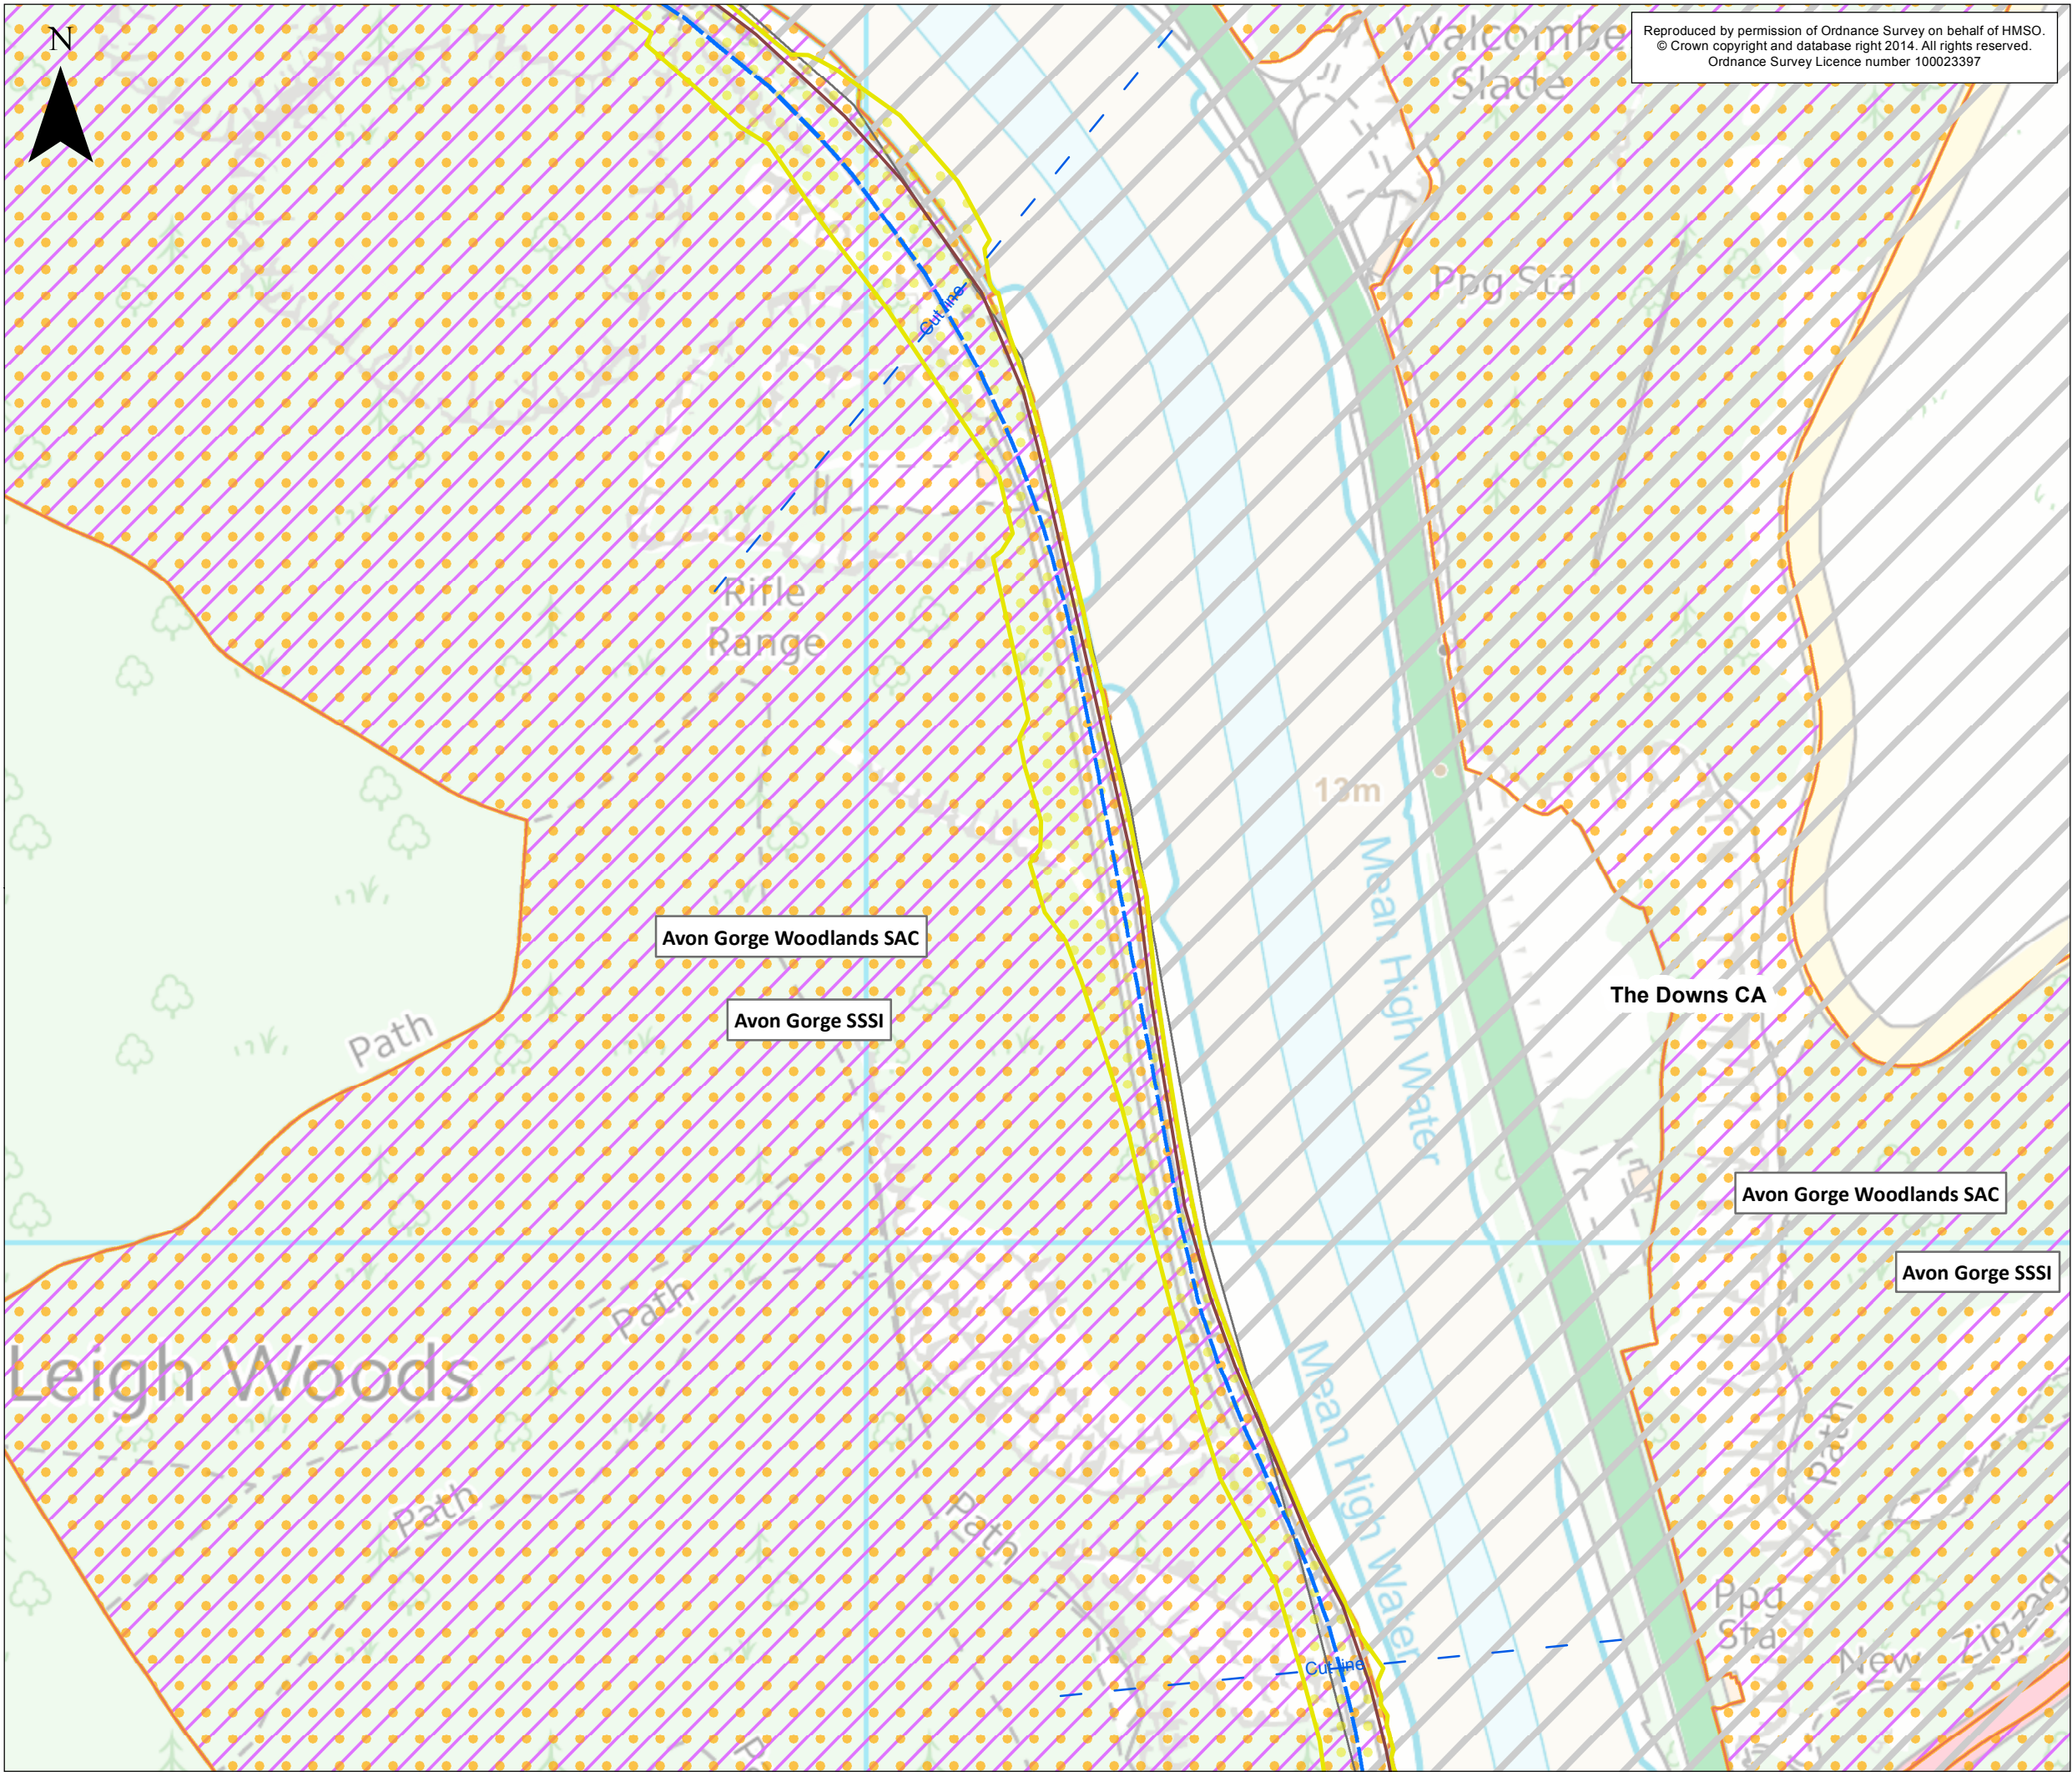 N
Walcombe
Slade
Reproduced by permission of Ordnance Survey on behalf of HMSO.
© Crown copyright and database right 2014. All rights reserved.
Ordnance Survey Licence number 100023397
Ppg Sta
Cut line
Rifle
Range
13m
Mean High Water
Avon Gorge Woodlands SAC
Avon Gorge SSSI
The Downs CA
Path
Avon Gorge Woodlands SAC
Avon Gorge SSSI
Path
Leigh Woods
Mean High Water
Path
Path
Path
Ppg
Sta
New Zigzag
Cut line